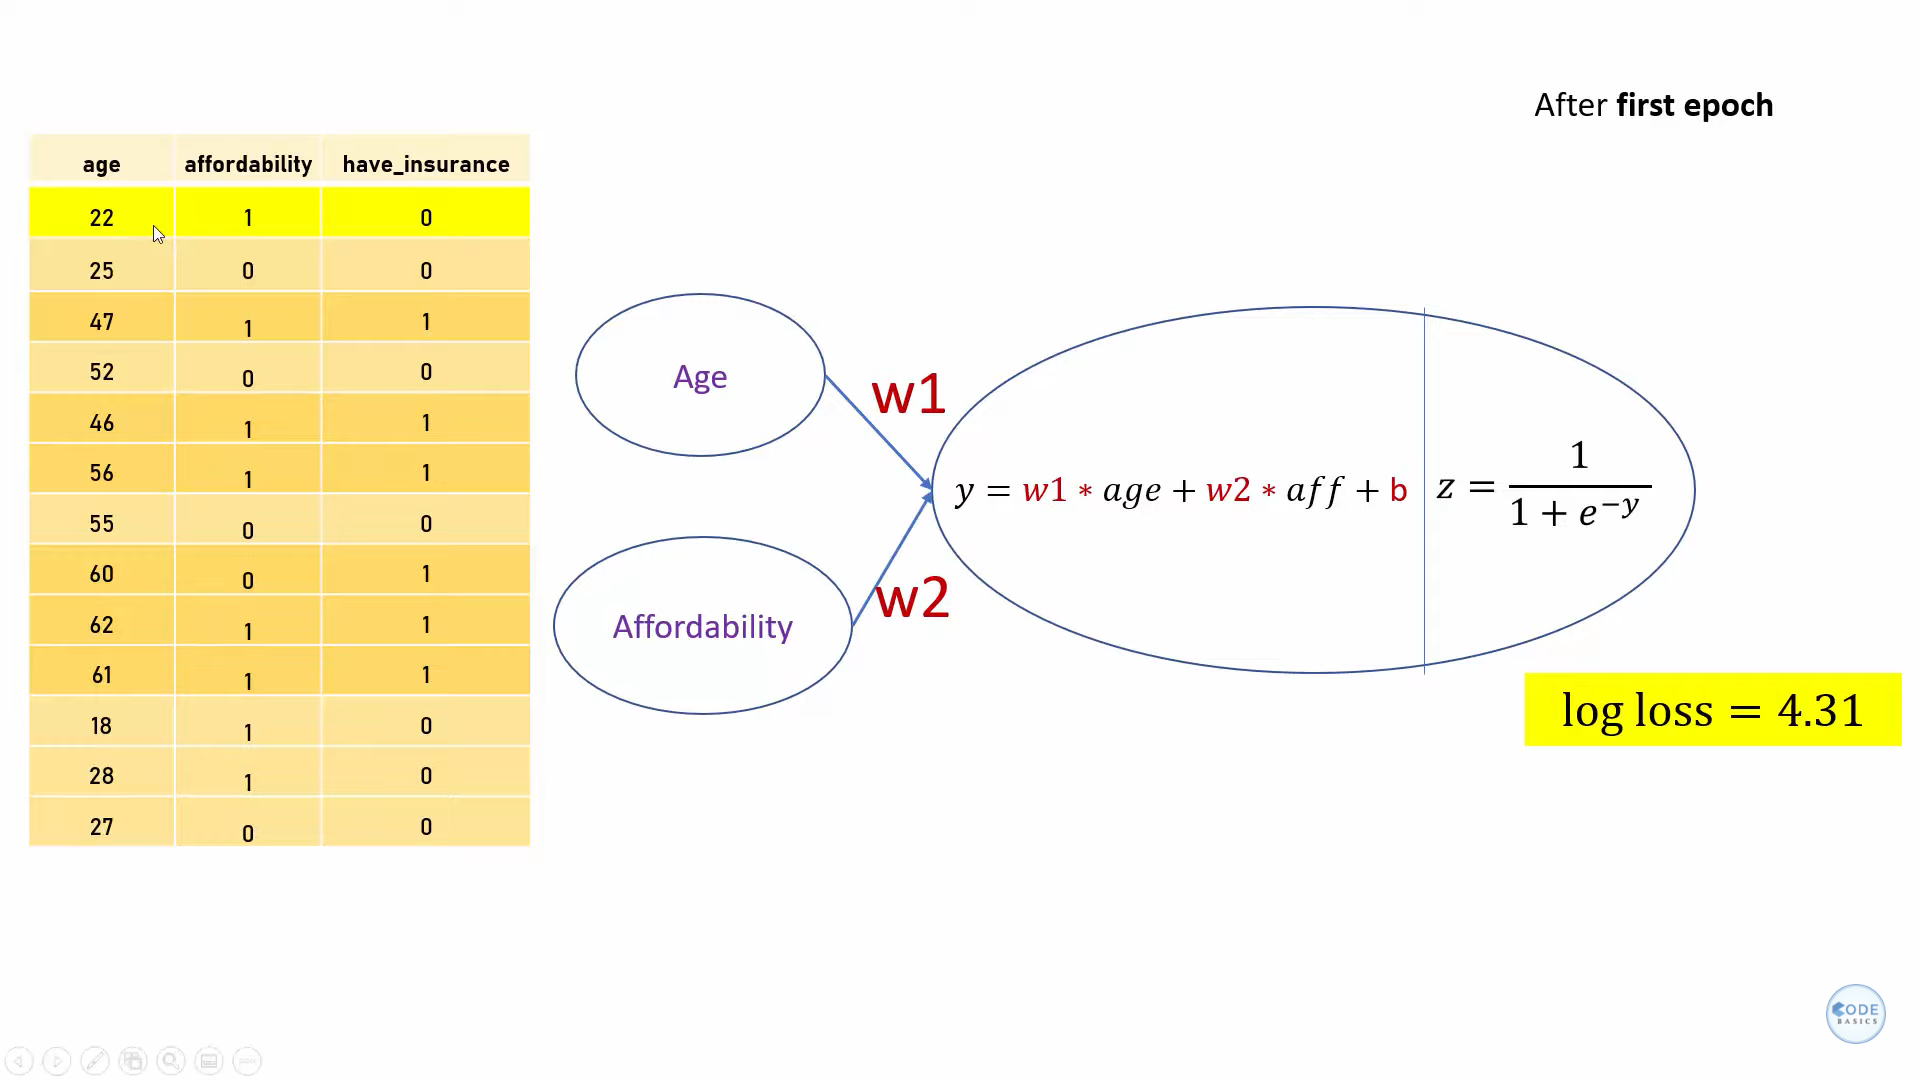 After first epoch
age affordability have_insurance
22 1 0
25 0 0
47 1 1
52 0 0
46 1 1
56 1 1
55 0 0
60 0 1
62 1 1
61 1 1
18 1 0
28 1 0
27 0 0
Age
w1
y = w1 * age + w2 * aff + b
z = 1 / (1 + e^−y)
Affordability
w2
log loss = 4.31
CODE
BASICS